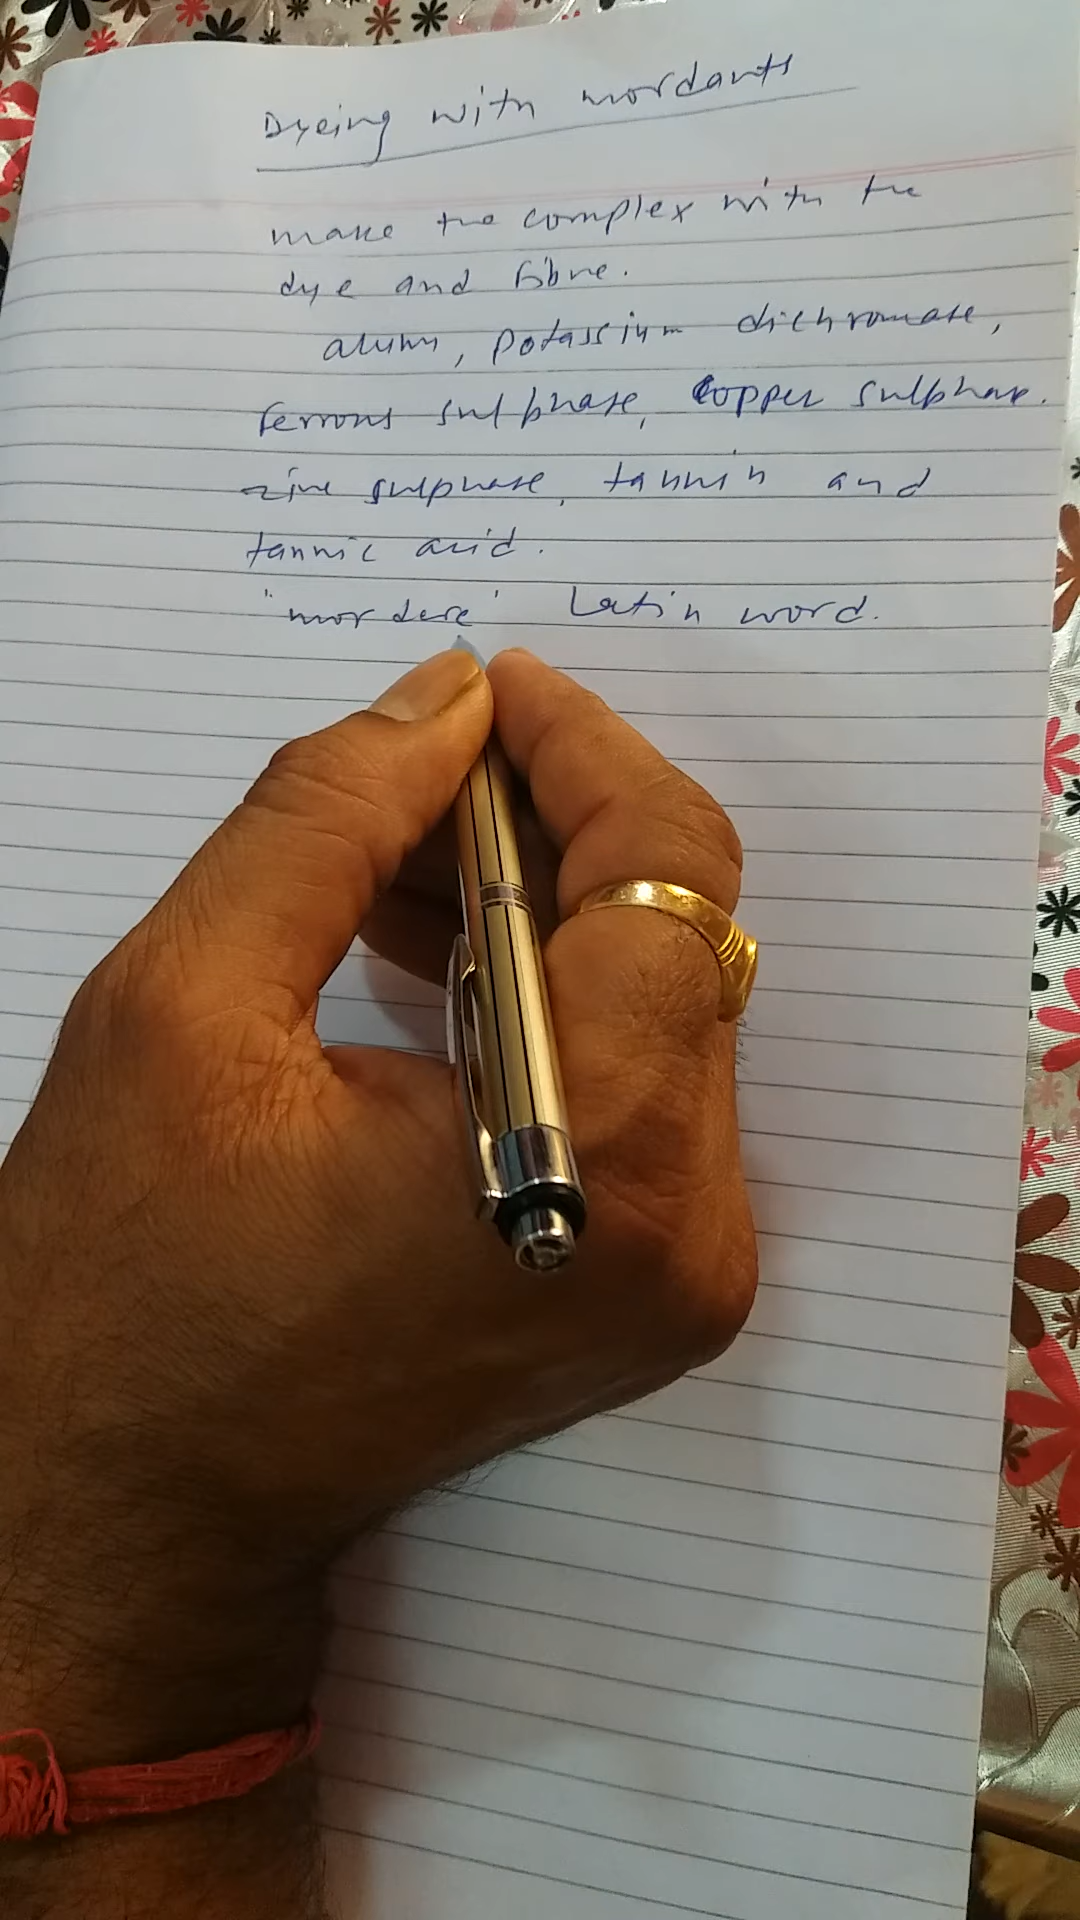 Dyeing with mordants
make the complex with the
dye and fibre.
alum, potassium dichromate,
ferrous sulphate, copper sulphate.
zinc sulphate, tannin and
tannic acid.
"mordere" Latin word.